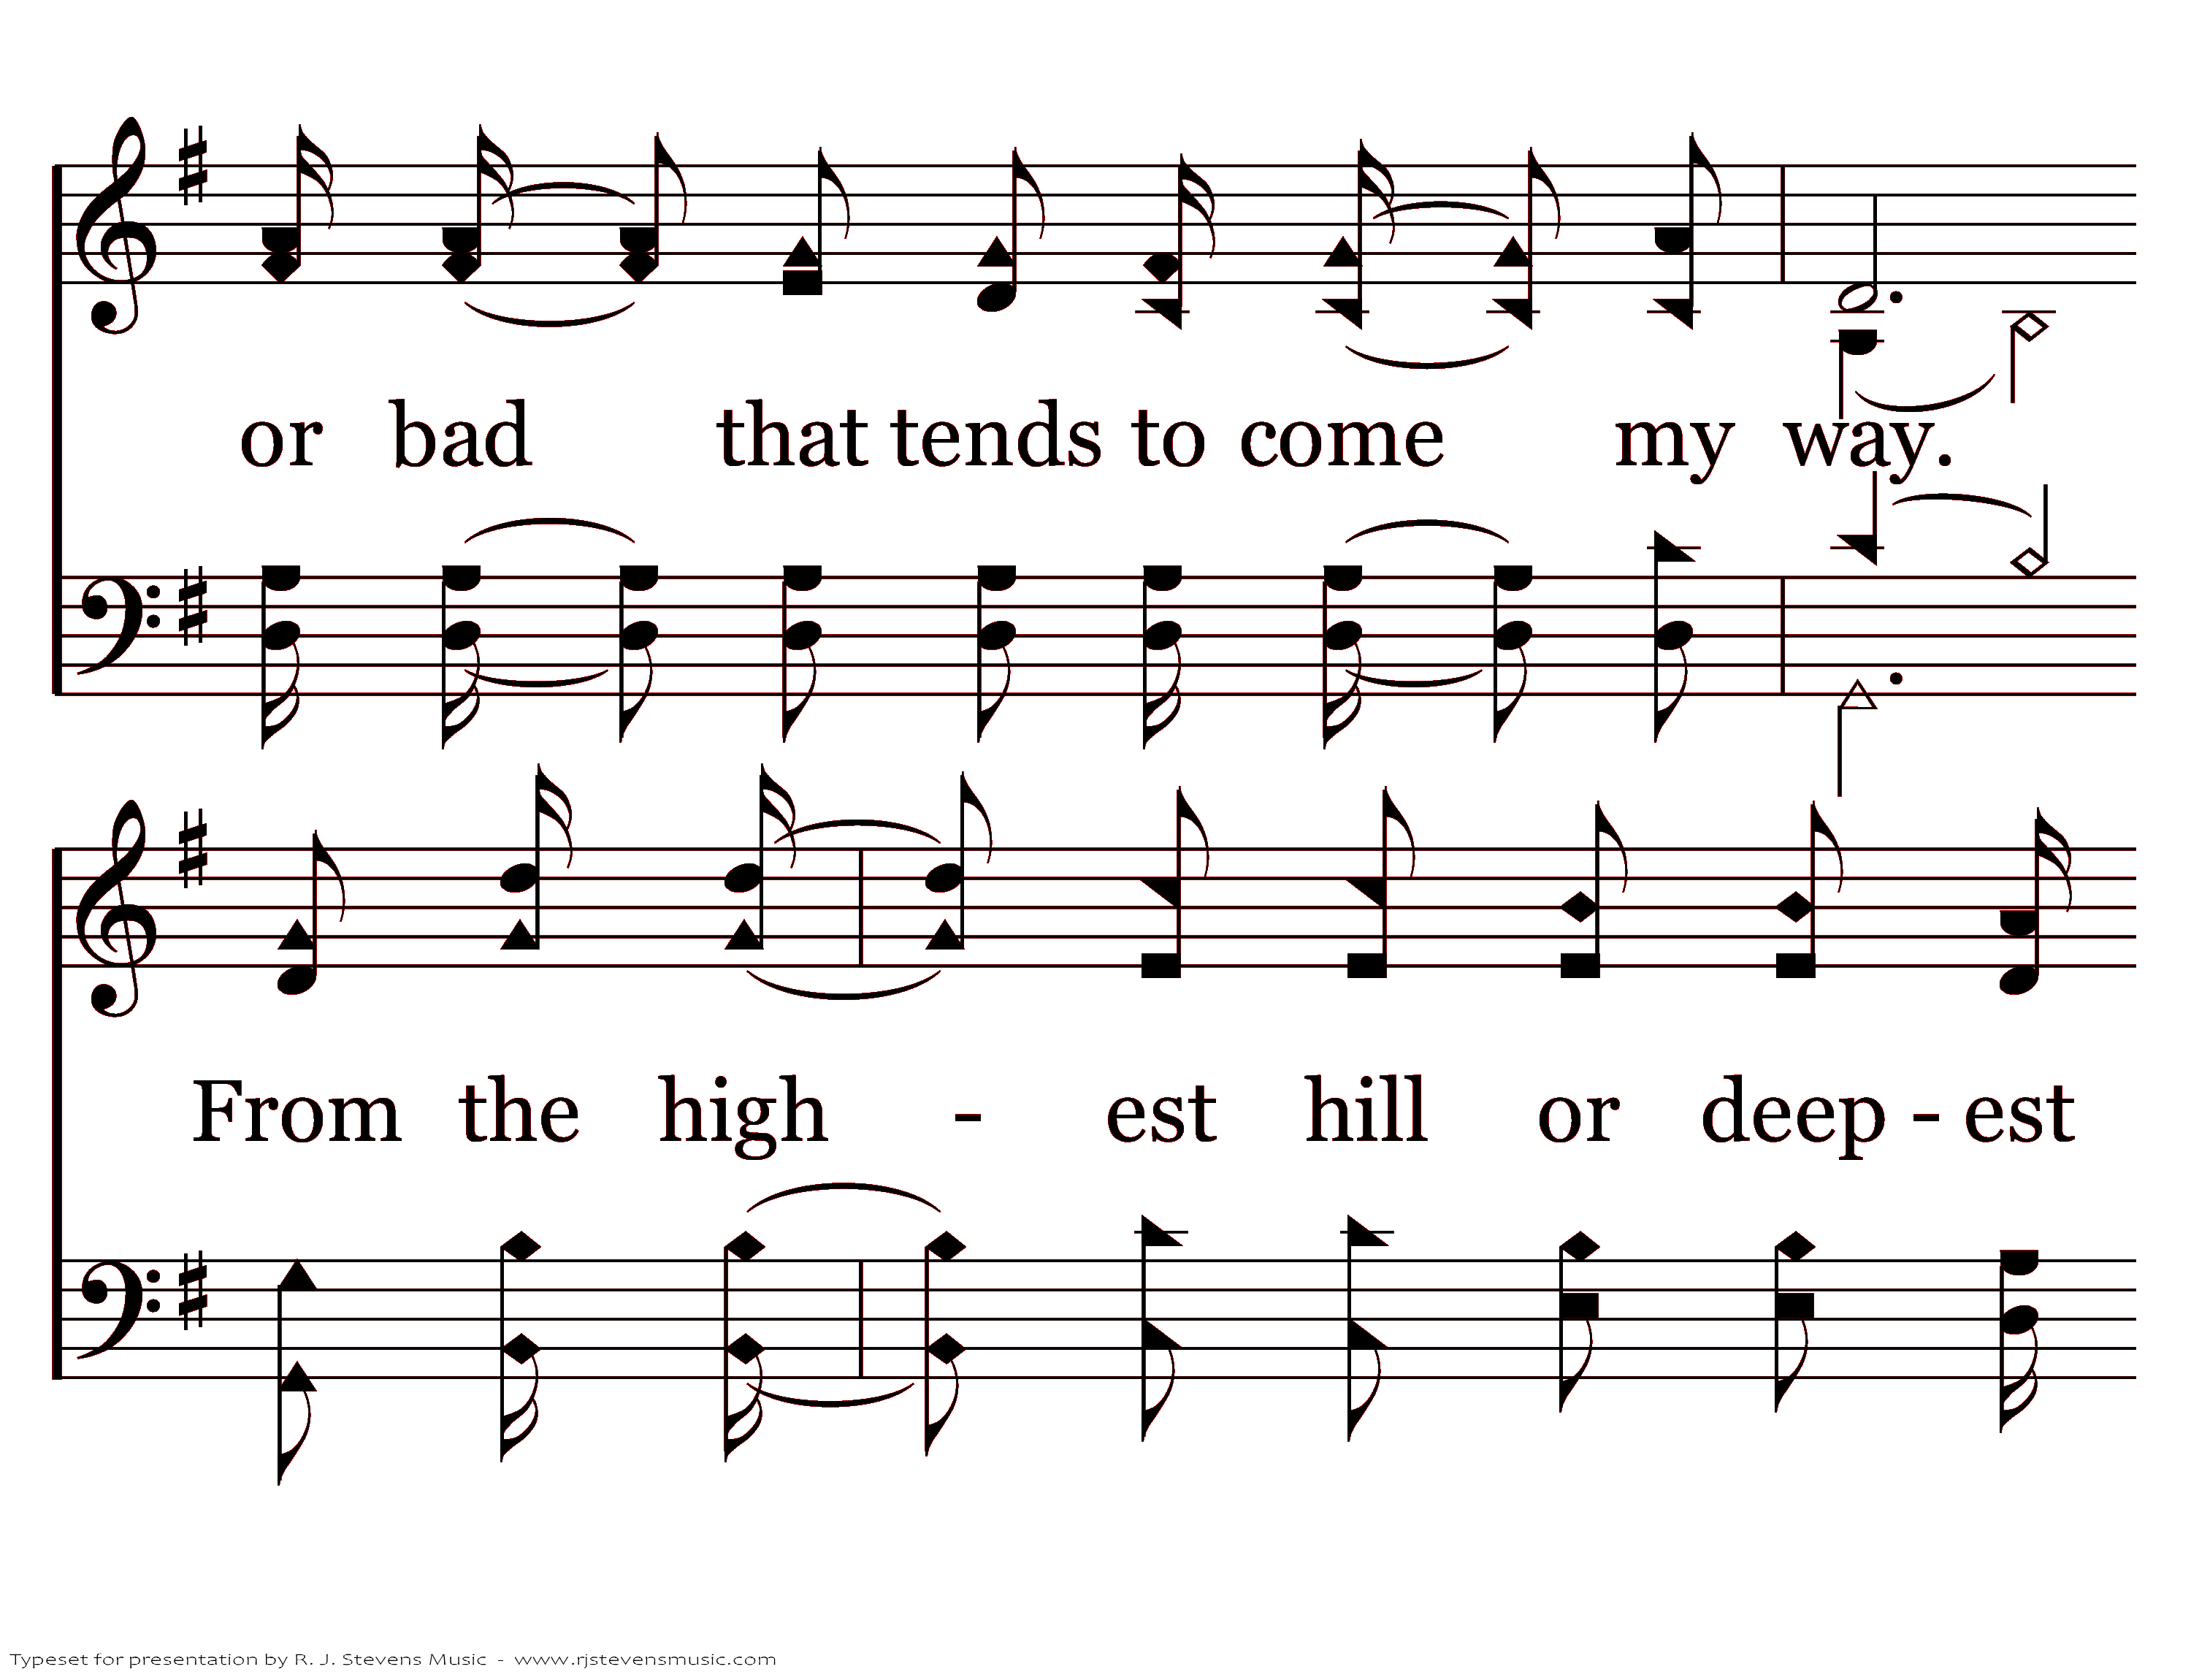 or bad that tends to come my way.
From the high - est hill or deep - est
Typeset for presentation by R. J. Stevens Music - www.rjstevensmusic.com